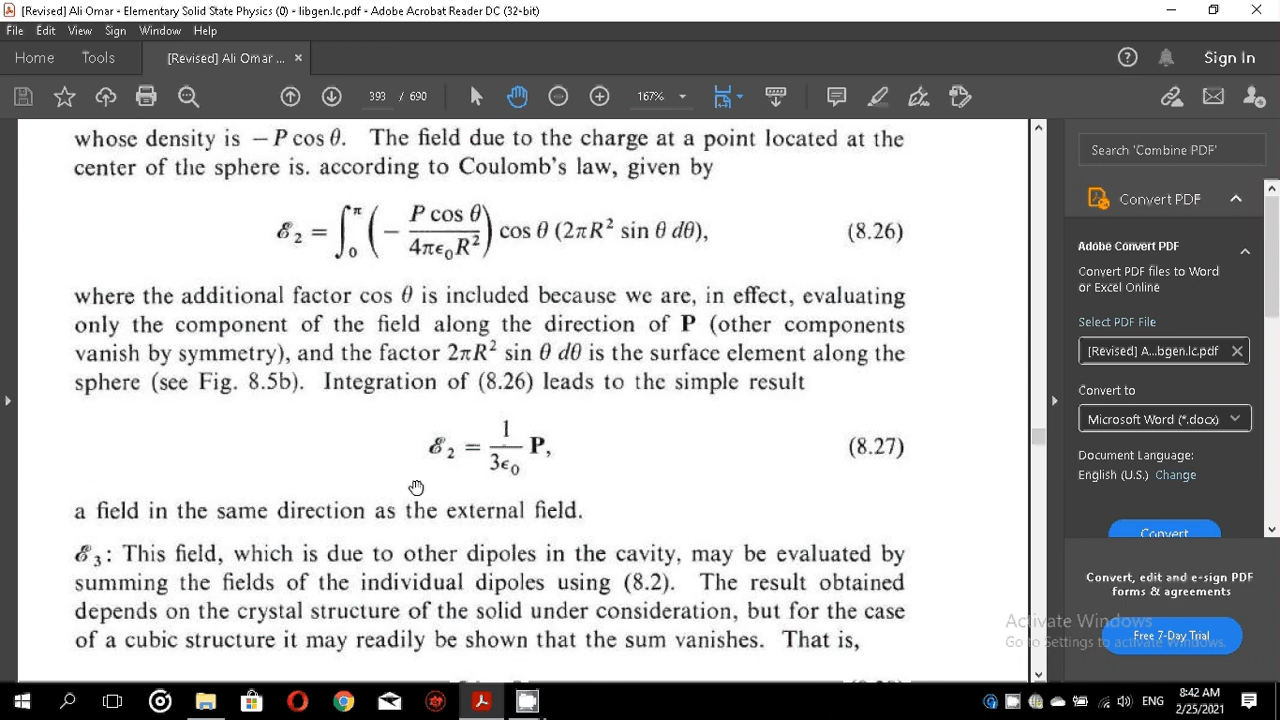 [Revised] Ali Omar - Elementary Solid State Physics (0) - libgen.lc.pdf - Adobe Acrobat Reader DC (32-bit)
File Edit View Sign Window Help
Home Tools [Revised] Ali Omar ... × Sign In
393 / 690 167%
whose density is −P cos θ. The field due to the charge at a point located at the
center of the sphere is. according to Coulomb's law, given by
ℰ₂ = ∫₀^π (− P cos θ / 4πϵ₀R²) cos θ (2πR² sin θ dθ), (8.26)
where the additional factor cos θ is included because we are, in effect, evaluating
only the component of the field along the direction of P (other components
vanish by symmetry), and the factor 2πR² sin θ dθ is the surface element along the
sphere (see Fig. 8.5b). Integration of (8.26) leads to the simple result
ℰ₂ = 1/3ϵ₀ P, (8.27)
a field in the same direction as the external field.
ℰ₃: This field, which is due to other dipoles in the cavity, may be evaluated by
summing the fields of the individual dipoles using (8.2). The result obtained
depends on the crystal structure of the solid under consideration, but for the case
of a cubic structure it may readily be shown that the sum vanishes. That is,
Search 'Combine PDF'
Convert PDF
Adobe Convert PDF
Convert PDF files to Word
or Excel Online
Select PDF File
[Revised] A...bgen.lc.pdf
Convert to
Microsoft Word (*.docx)
Document Language:
English (U.S.) Change
Convert
Convert, edit and e-sign PDF
forms & agreements
Free 7-Day Trial
Activate Windows
Go to Settings to activate Windows.
ENG
8:42 AM
2/25/2021